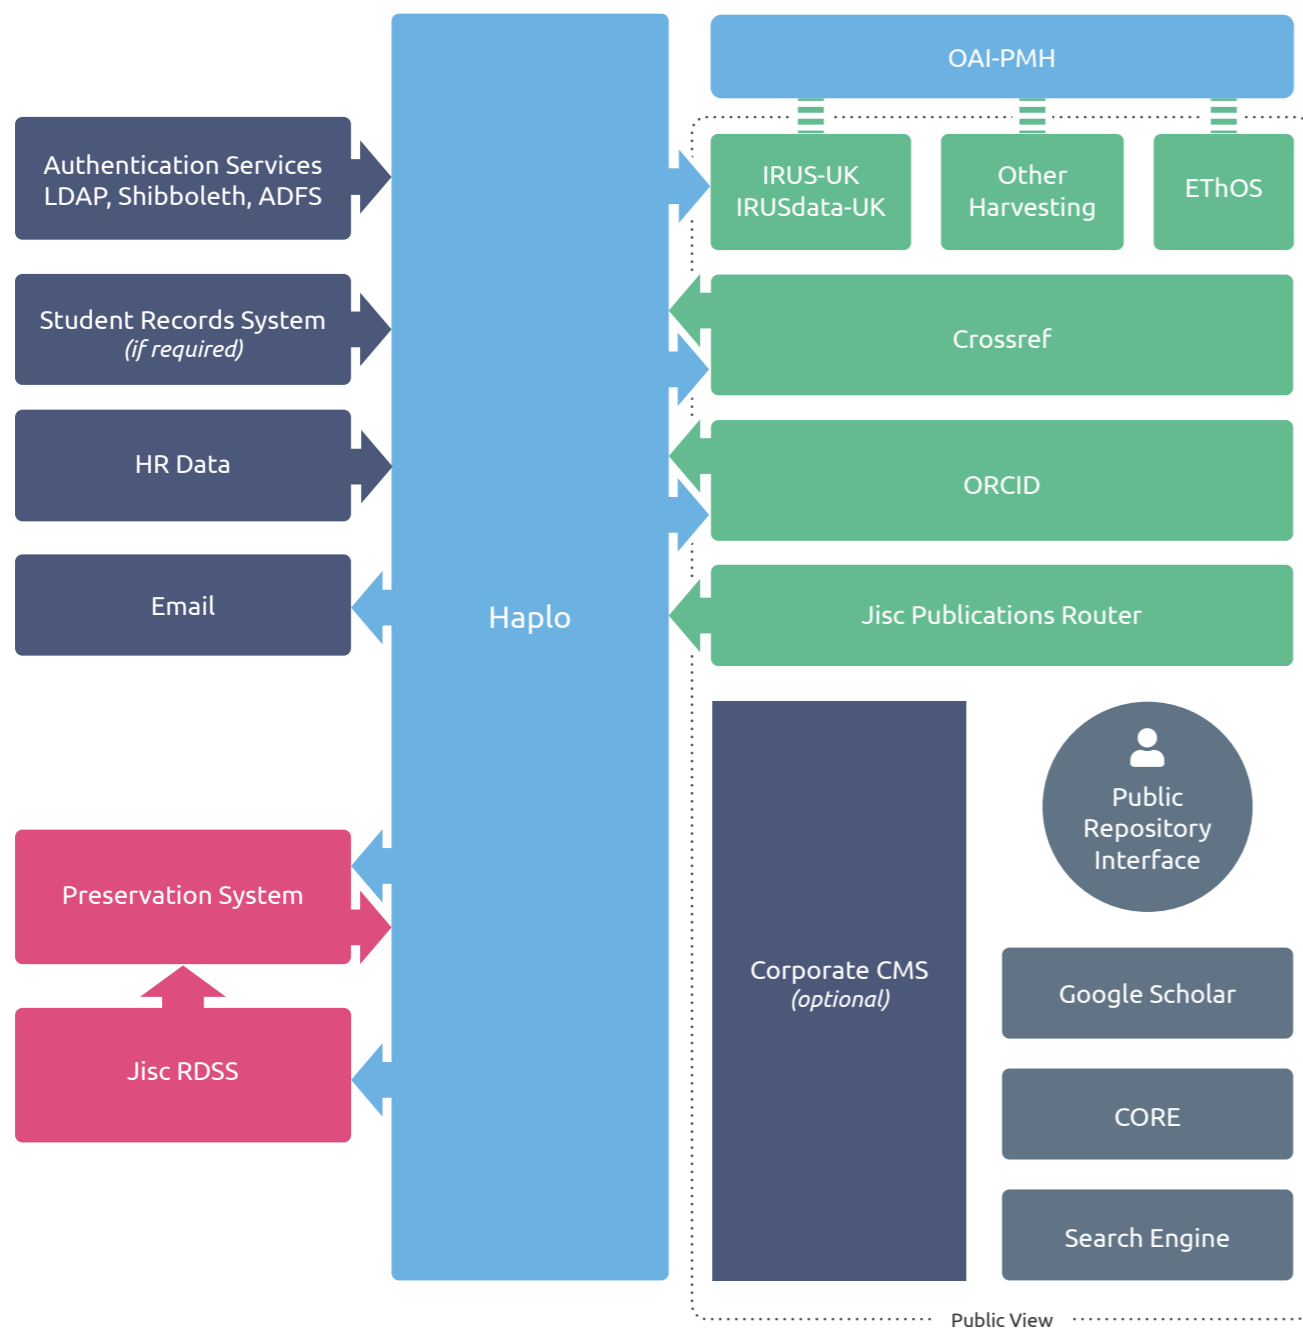 OAI-PMH
Authentication Services
LDAP, Shibboleth, ADFS
Student Records System
(if required)
HR Data
Email
Preservation System
Jisc RDSS
Haplo
IRUS-UK
IRUSdata-UK
Other
Harvesting
EThOS
Crossref
ORCID
Jisc Publications Router
Corporate CMS
(optional)
Public
Repository
Interface
Google Scholar
CORE
Search Engine
Public View